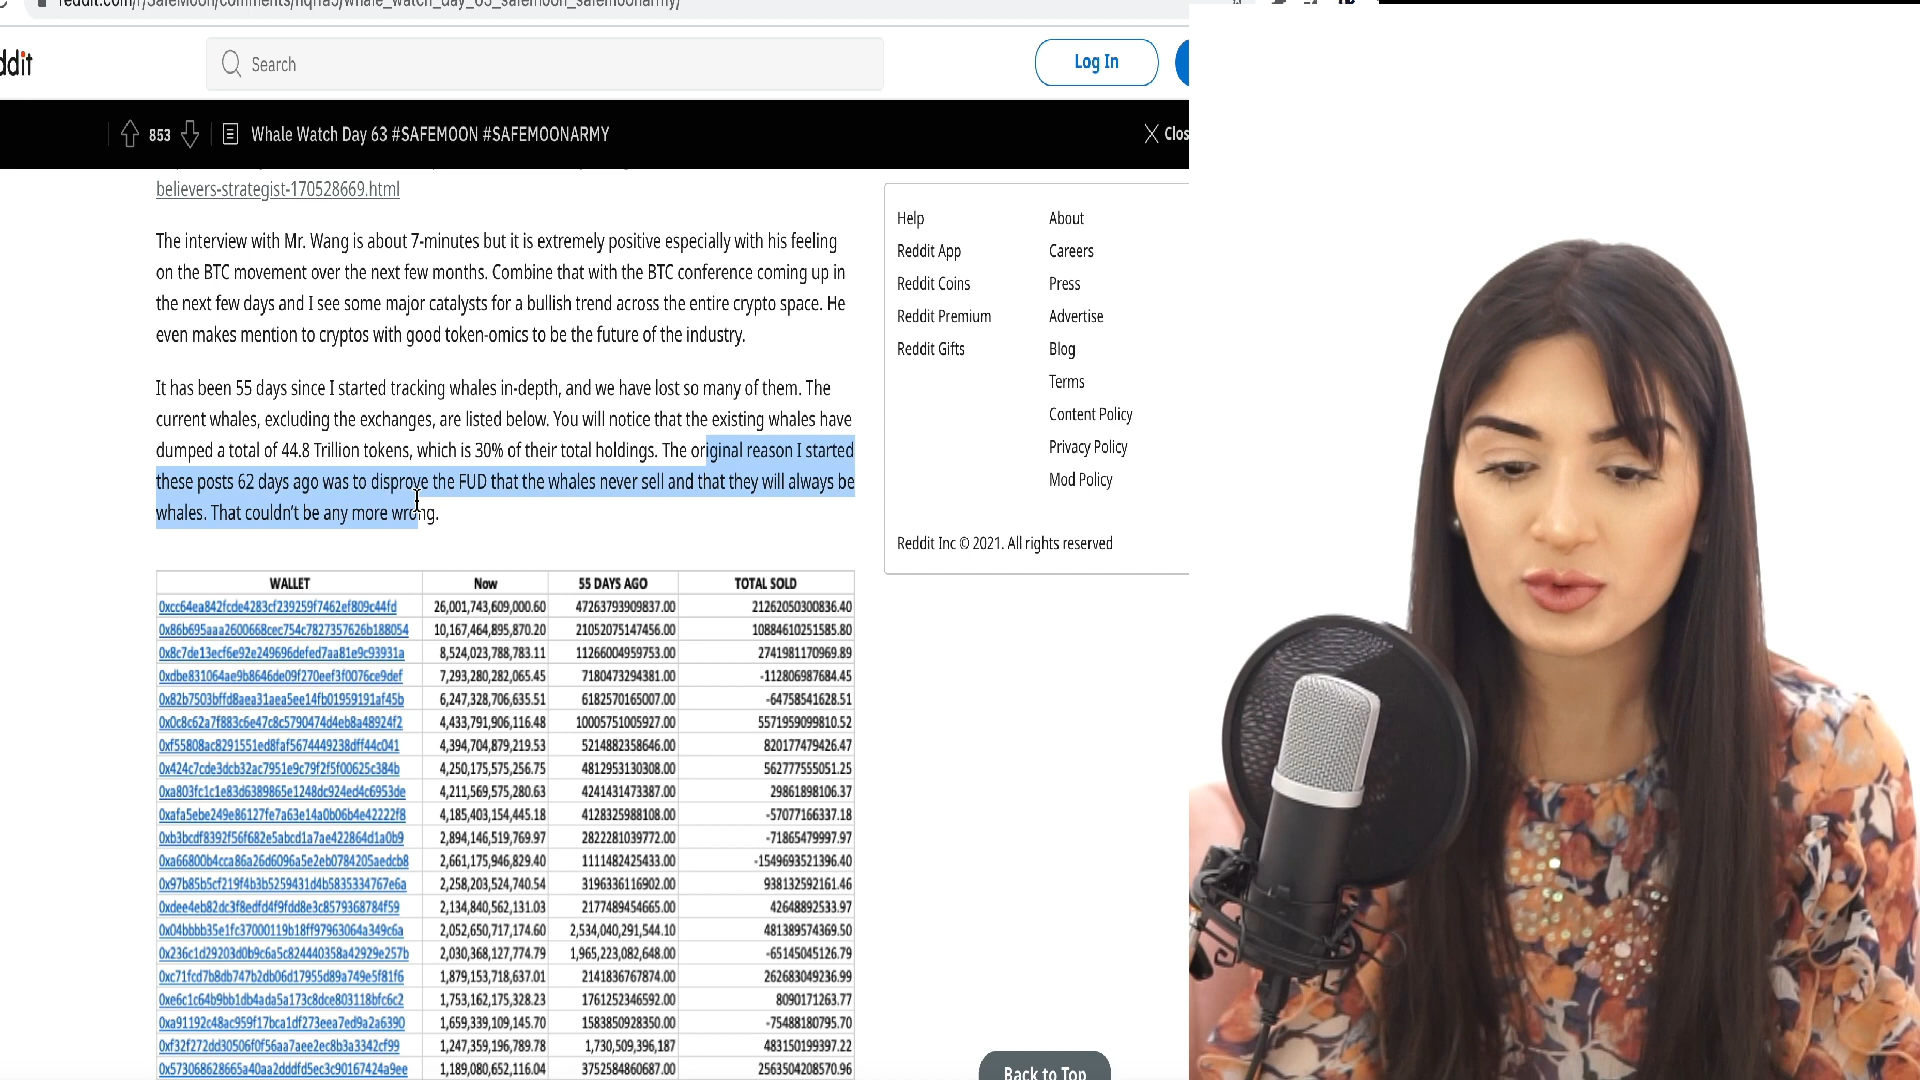 ddit
Search
Log In
853
Whale Watch Day 63 #SAFEMOON #SAFEMOONARMY
Clos
believers-strategist-170528669.html
The interview with Mr. Wang is about 7-minutes but it is extremely positive especially with his feeling
on the BTC movement over the next few months. Combine that with the BTC conference coming up in
the next few days and I see some major catalysts for a bullish trend across the entire crypto space. He
even makes mention to cryptos with good token-omics to be the future of the industry.
It has been 55 days since I started tracking whales in-depth, and we have lost so many of them. The
current whales, excluding the exchanges, are listed below. You will notice that the existing whales have
dumped a total of 44.8 Trillion tokens, which is 30% of their total holdings. The original reason I started
these posts 62 days ago was to disprove the FUD that the whales never sell and that they will always be
whales. That couldn't be any more wrong.
WALLET Now 55 DAYS AGO TOTAL SOLD
0xcc64ea842fcde4283cf239259f7462ef809c44fd 26,001,743,609,000.60 47263793909837.00 21262050300836.40
0x86b695aaa2600668cec754c7827357626b188054 10,167,464,895,870.20 21052075147456.00 10884610251585.80
0x8c7de13ecf6e92e249696defed7aa81e9c93931a 8,524,023,788,783.11 11266004959753.00 2741981170969.89
0xdbe831064ae9b8646de09f270eef3f0076ce9def 7,293,280,282,065.45 7180473294381.00 -112806987684.45
0x82b7503bffd8aea31aea5ee14fb01959191af45b 6,247,328,706,635.51 6182570165007.00 -64758541628.51
0x0c8c62a7f883c6e47c8c5790474d4eb8a48924f2 4,433,791,906,116.48 10005751005927.00 5571959099810.52
0xf55808ac8291551ed8faf5674449238dff44c041 4,394,704,879,219.53 5214882358646.00 820177479426.47
0x424c7cde3dcb32ac7951e9c79f2f5f00625c384b 4,250,175,575,256.75 4812953130308.00 562777555051.25
0xa803fc1c1e83d6389865e1248dc924ed4c6953de 4,211,569,575,280.63 4241431473387.00 29861898106.37
0xafa5ebe249e86127fe7a63e14a0b06b4e42222f8 4,185,403,154,445.18 4128325988108.00 -57077166337.18
0xb3bcdf8392f56f682e5abcd1a7ae422864d1a0b9 2,894,146,519,769.97 2822281039772.00 -71865479997.97
0xa66800b4cca86a26d6096a5e2eb0784205aedcb8 2,661,175,946,829.40 1111482425433.00 -1549693521396.40
0x97b85b5cf219f4b3b5259431d4b5835334767e6a 2,258,203,524,740.54 3196336116902.00 938132592161.46
0xdee4eb82dc3f8edfd4f9fdd8e3c8579368784f59 2,134,840,562,131.03 2177489454665.00 42648892533.97
0x04bbbb35e1fc37000119b18ff97963064a349c6a 2,052,650,717,174.60 2,534,040,291,544.10 481389574369.50
0x236c1d29203d0b9c6a5c824440358a42929e257b 2,030,368,127,774.79 1,965,223,082,648.00 -65145045126.79
0xc71fcd7b8db747b2db06d17955d89a749e5f81f6 1,879,153,718,637.01 2141836767874.00 262683049236.99
0xe6c1c64b9bb1db4ada5a173c8dce803118bfc6c2 1,753,162,175,328.23 1761252346592.00 8090171263.77
0xa91192c48ac959f17bca1df273eea7ed9a2a6390 1,659,339,109,145.70 1583850928350.00 -75488180795.70
0xf32f272dd30506f0f56aa7aee2ec8b3a3342cf99 1,247,359,196,789.78 1,730,509,396,187 483150199397.22
0x573068628665a40aa2dddfd5ec3c90167424a9ee 1,189,080,652,116.04 3752584860687.00 2563504208570.96
Help About
Reddit App Careers
Reddit Coins Press
Reddit Premium Advertise
Reddit Gifts Blog
Terms
Content Policy
Privacy Policy
Mod Policy
Reddit Inc © 2021. All rights reserved
Back to Top